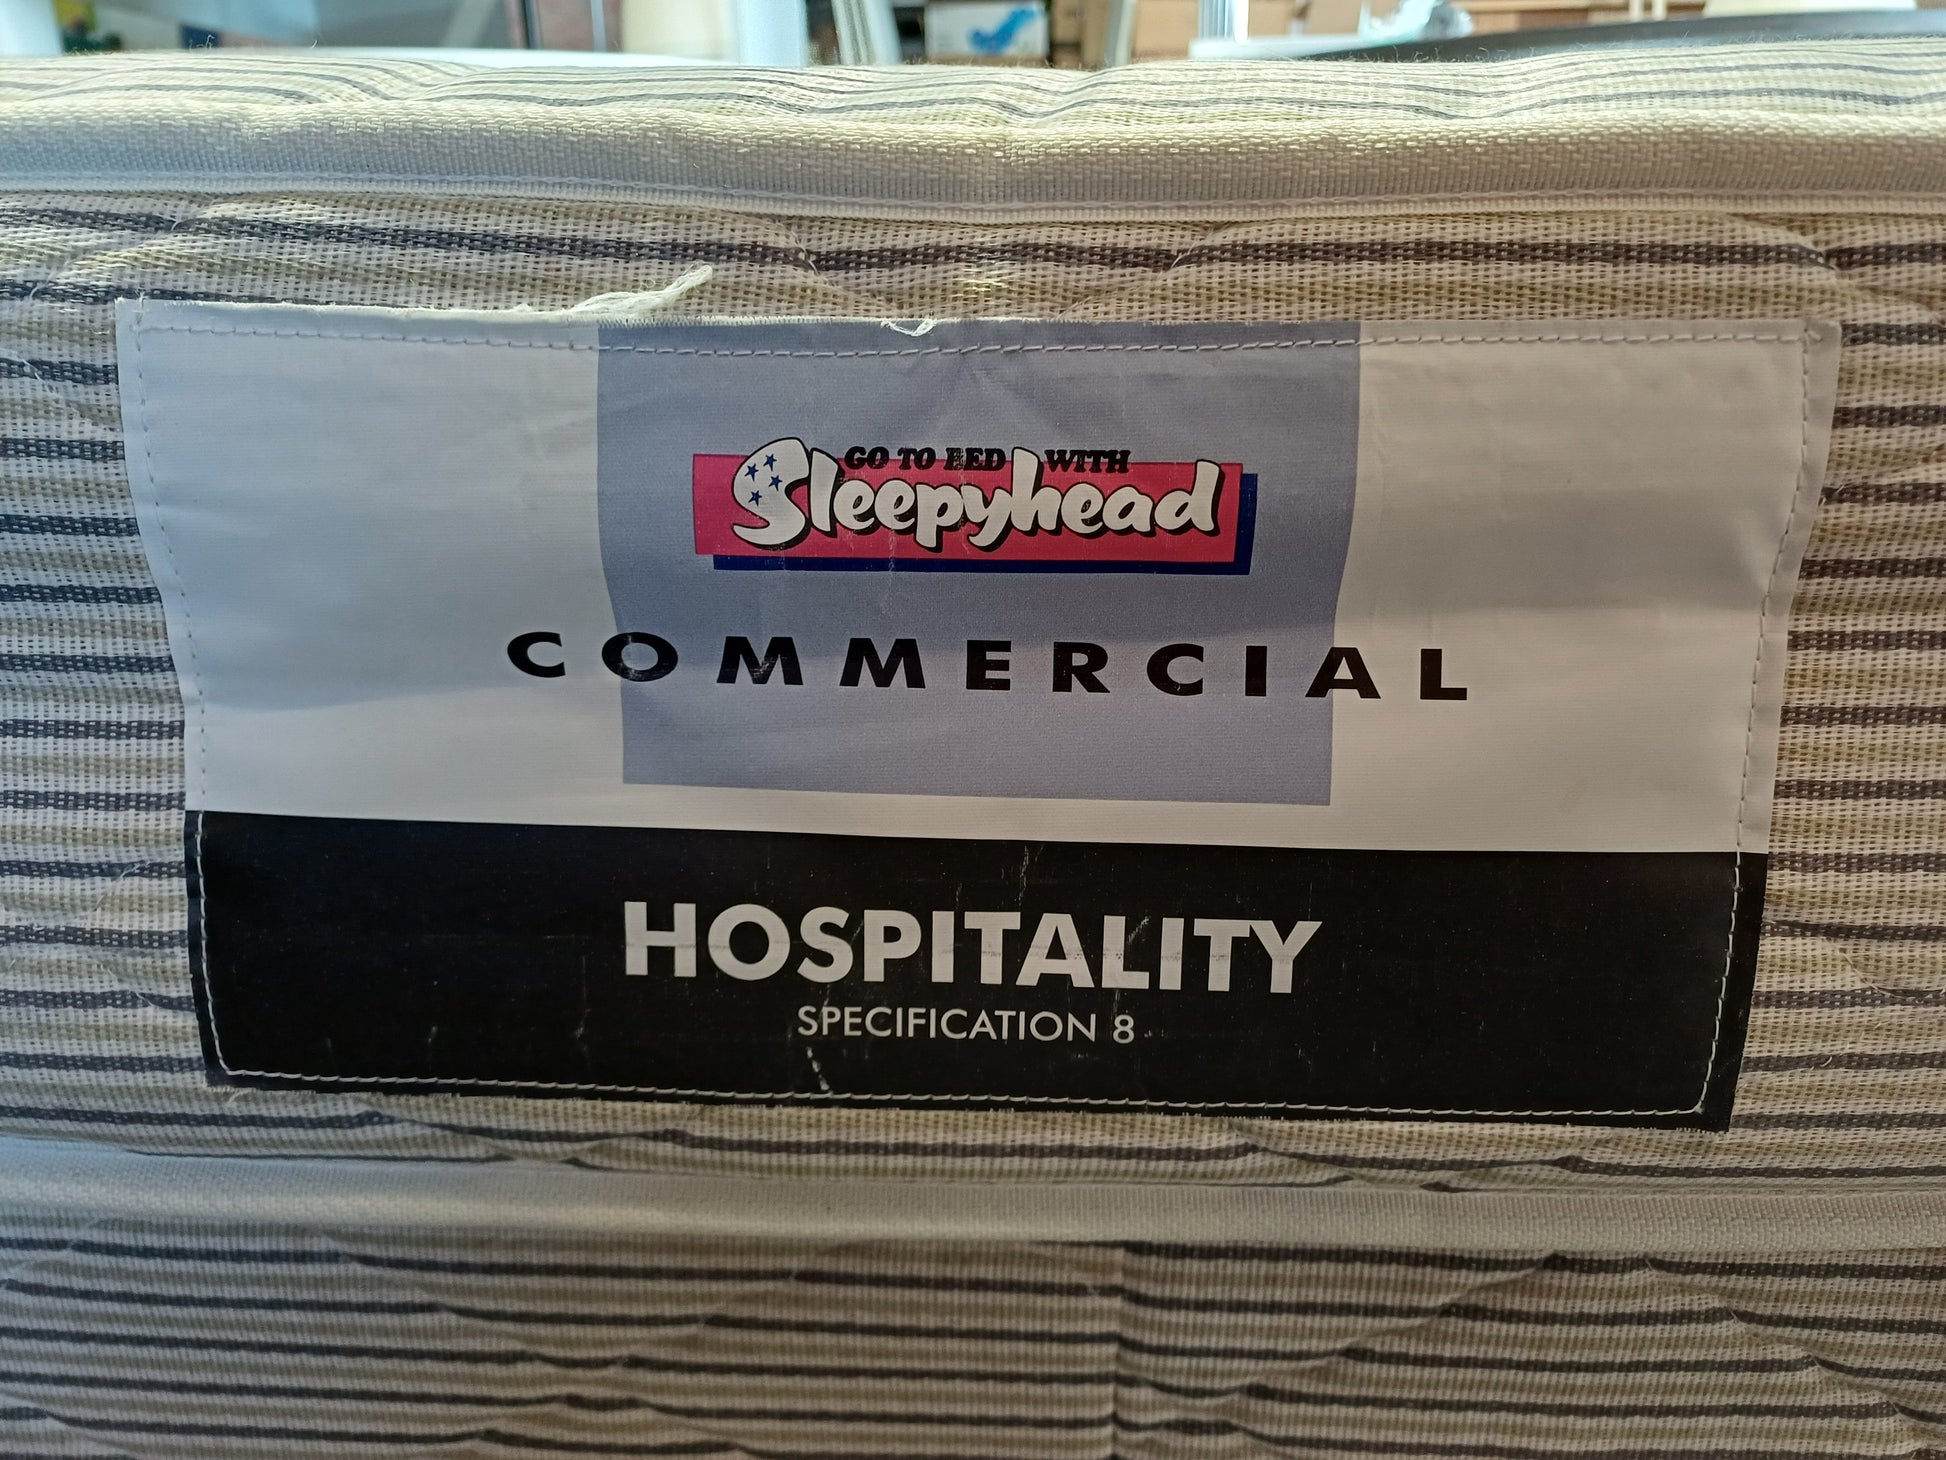 GO TO BED WITH
Sleepyhead
COMMERCIAL
HOSPITALITY
SPECIFICATION 8